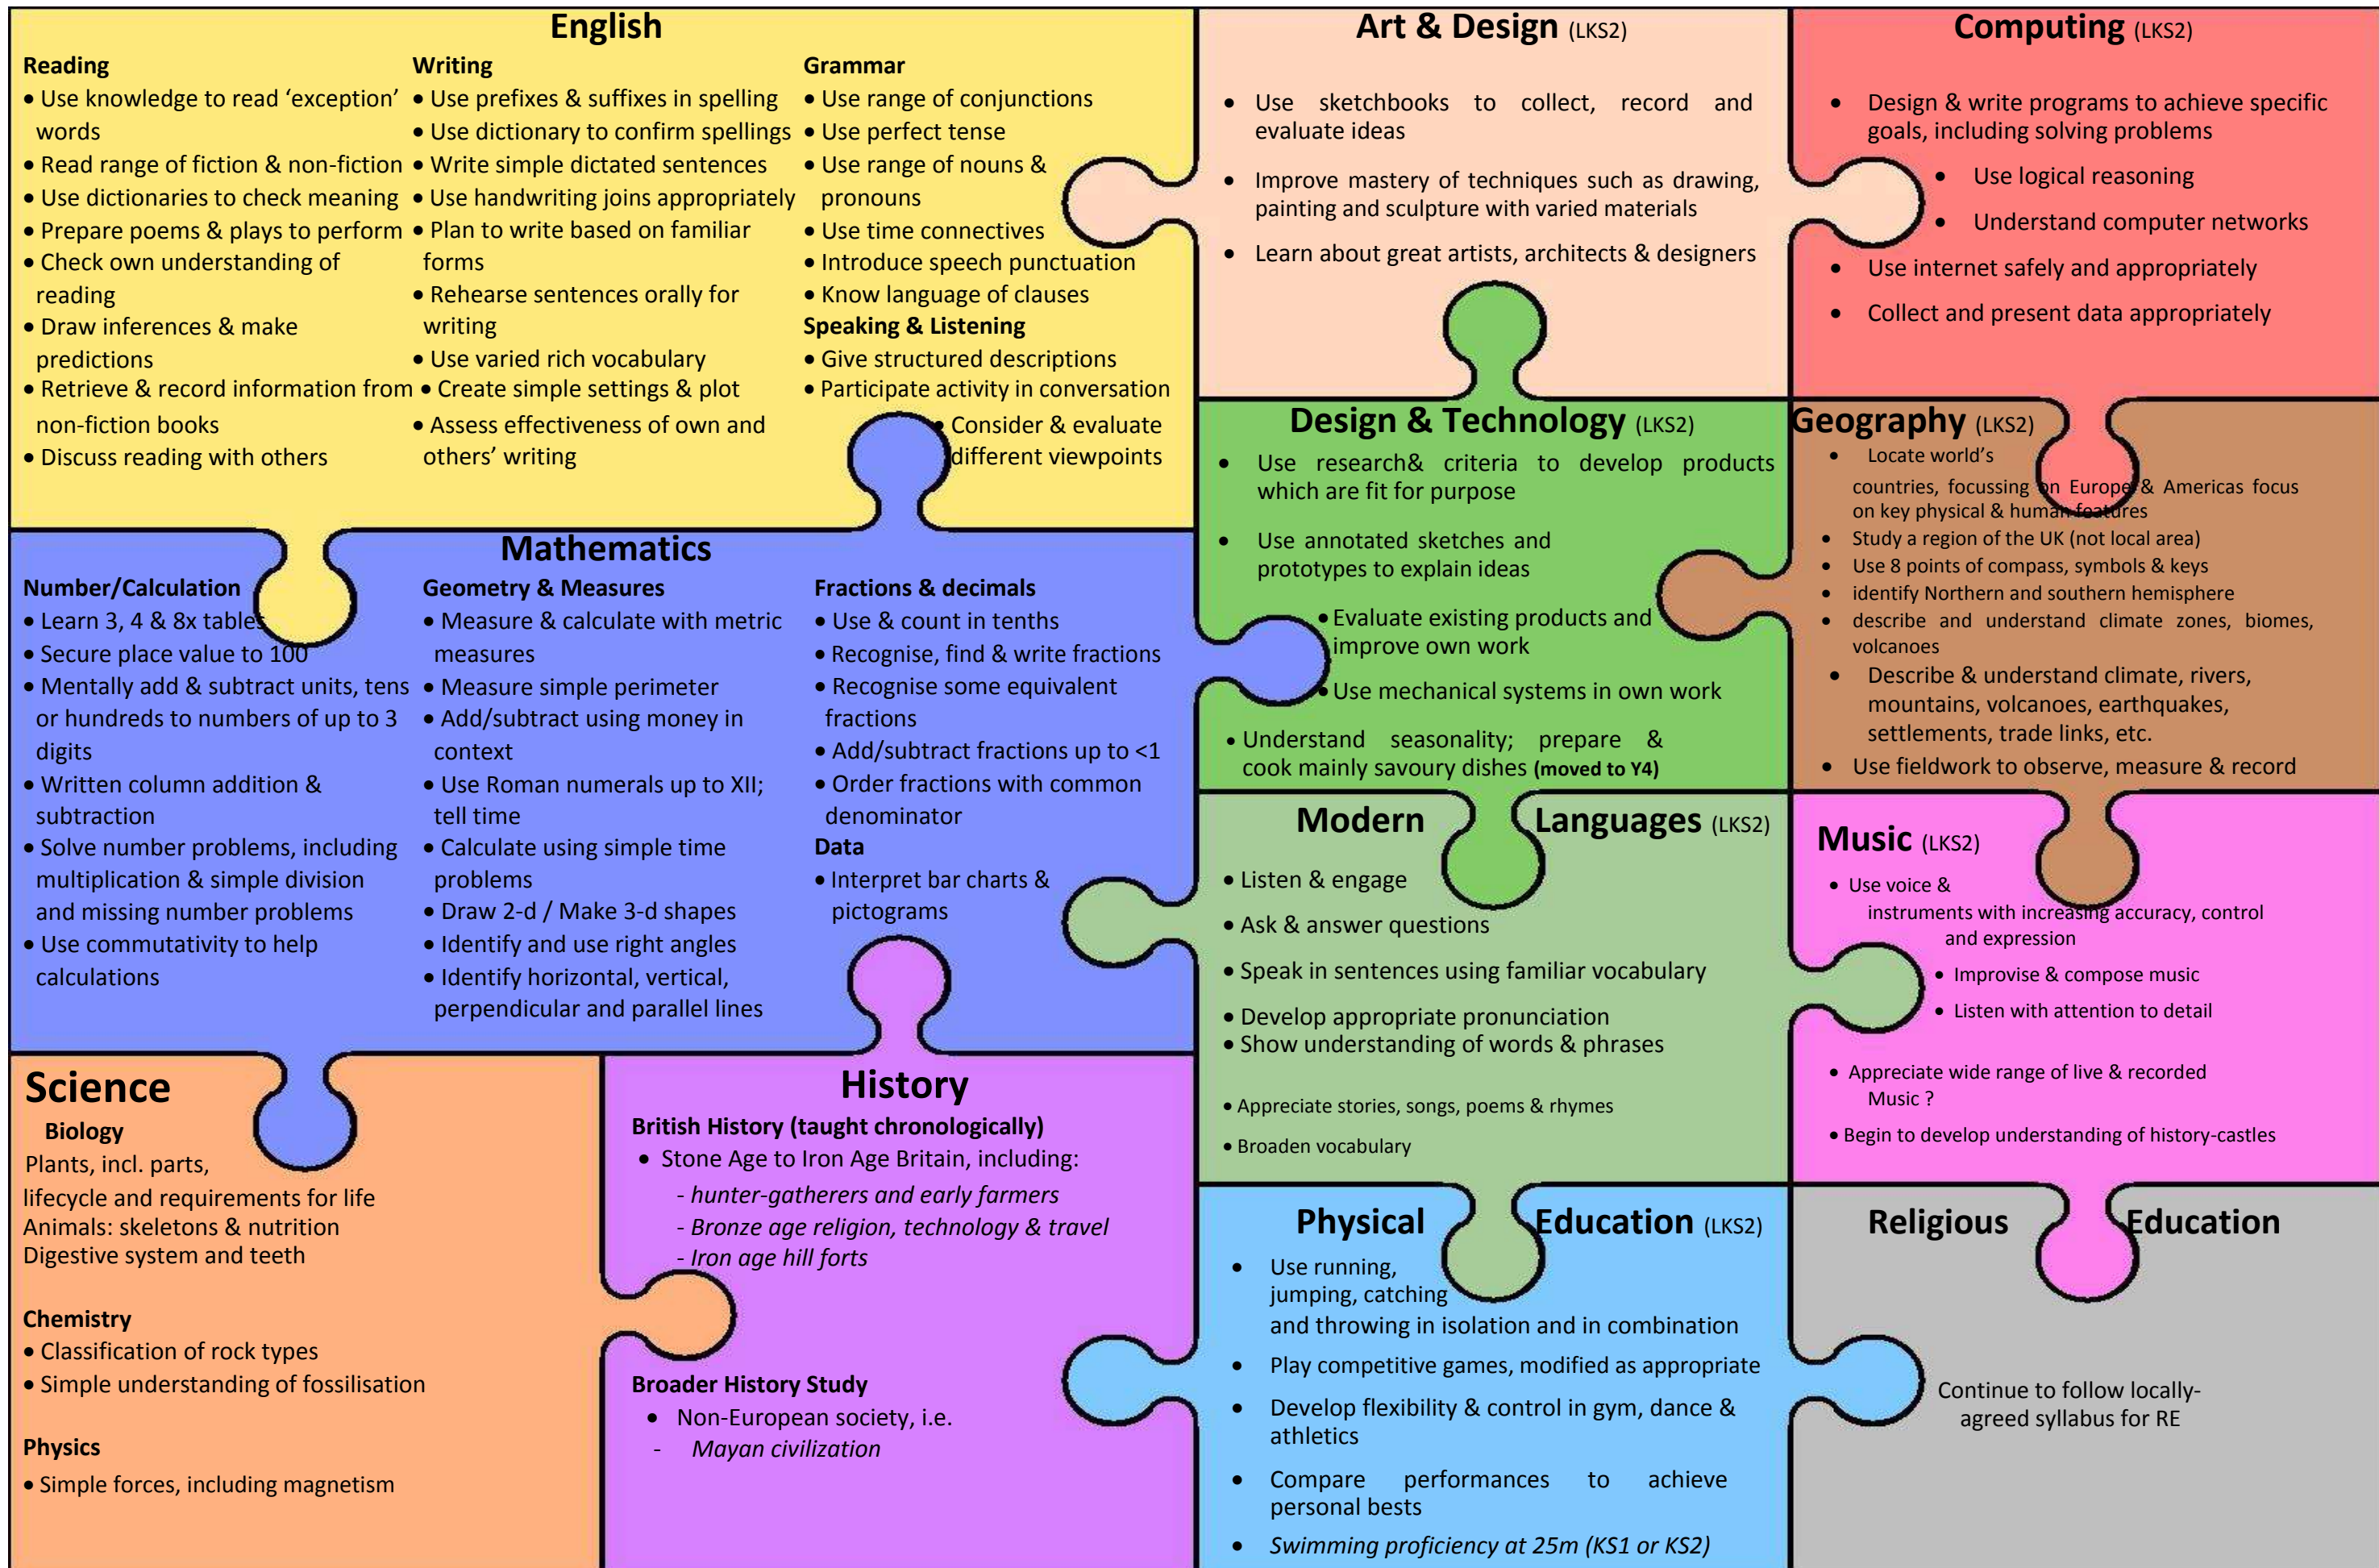 English
Reading
• Use knowledge to read ‘exception’
words
• Read range of fiction & non-fiction
• Use dictionaries to check meaning
• Prepare poems & plays to perform
• Check own understanding of
reading
• Draw inferences & make
predictions
• Retrieve & record information from
non-fiction books
• Discuss reading with others
Writing
• Use prefixes & suffixes in spelling
• Use dictionary to confirm spellings
• Write simple dictated sentences
• Use handwriting joins appropriately
• Plan to write based on familiar
forms
• Rehearse sentences orally for
writing
• Use varied rich vocabulary
• Create simple settings & plot
• Assess effectiveness of own and
others’ writing
Grammar
• Use range of conjunctions
• Use perfect tense
• Use range of nouns &
pronouns
• Use time connectives
• Introduce speech punctuation
• Know language of clauses
Speaking & Listening
• Give structured descriptions
• Participate activity in conversation
• Consider & evaluate
different viewpoints
Art & Design (LKS2)
• Use sketchbooks to collect, record and
evaluate ideas
• Improve mastery of techniques such as drawing,
painting and sculpture with varied materials
• Learn about great artists, architects & designers
Computing (LKS2)
• Design & write programs to achieve specific
goals, including solving problems
• Use logical reasoning
• Understand computer networks
• Use internet safely and appropriately
• Collect and present data appropriately
Design & Technology (LKS2)
• Use research& criteria to develop products
which are fit for purpose
• Use annotated sketches and
prototypes to explain ideas
• Evaluate existing products and
improve own work
• Use mechanical systems in own work
• Understand seasonality; prepare &
cook mainly savoury dishes (moved to Y4)
Geography (LKS2)
• Locate world’s
countries, focussing on Europe & Americas focus
on key physical & human features
• Study a region of the UK (not local area)
• Use 8 points of compass, symbols & keys
• identify Northern and southern hemisphere
• describe and understand climate zones, biomes,
volcanoes
• Describe & understand climate, rivers,
mountains, volcanoes, earthquakes,
settlements, trade links, etc.
• Use fieldwork to observe, measure & record
Mathematics
Number/Calculation
• Learn 3, 4 & 8x tables
• Secure place value to 100
• Mentally add & subtract units, tens
or hundreds to numbers of up to 3
digits
• Written column addition &
subtraction
• Solve number problems, including
multiplication & simple division
and missing number problems
• Use commutativity to help
calculations
Geometry & Measures
• Measure & calculate with metric
measures
• Measure simple perimeter
• Add/subtract using money in
context
• Use Roman numerals up to XII;
tell time
• Calculate using simple time
problems
• Draw 2-d / Make 3-d shapes
• Identify and use right angles
• Identify horizontal, vertical,
perpendicular and parallel lines
Fractions & decimals
• Use & count in tenths
• Recognise, find & write fractions
• Recognise some equivalent
fractions
• Add/subtract fractions up to <1
• Order fractions with common
denominator
Data
• Interpret bar charts &
pictograms
Modern Languages (LKS2)
• Listen & engage
• Ask & answer questions
• Speak in sentences using familiar vocabulary
• Develop appropriate pronunciation
• Show understanding of words & phrases
• Appreciate stories, songs, poems & rhymes
• Broaden vocabulary
Music (LKS2)
• Use voice &
instruments with increasing accuracy, control
and expression
• Improvise & compose music
• Listen with attention to detail
• Appreciate wide range of live & recorded
Music ?
• Begin to develop understanding of history-castles
Science
Biology
Plants, incl. parts,
lifecycle and requirements for life
Animals: skeletons & nutrition
Digestive system and teeth
Chemistry
• Classification of rock types
• Simple understanding of fossilisation
Physics
• Simple forces, including magnetism
History
British History (taught chronologically)
• Stone Age to Iron Age Britain, including:
- hunter-gatherers and early farmers
- Bronze age religion, technology & travel
- Iron age hill forts
Broader History Study
• Non-European society, i.e.
- Mayan civilization
Physical Education (LKS2)
• Use running,
jumping, catching
and throwing in isolation and in combination
• Play competitive games, modified as appropriate
• Develop flexibility & control in gym, dance &
athletics
• Compare performances to achieve
personal bests
• Swimming proficiency at 25m (KS1 or KS2)
Religious Education
Continue to follow locally-
agreed syllabus for RE